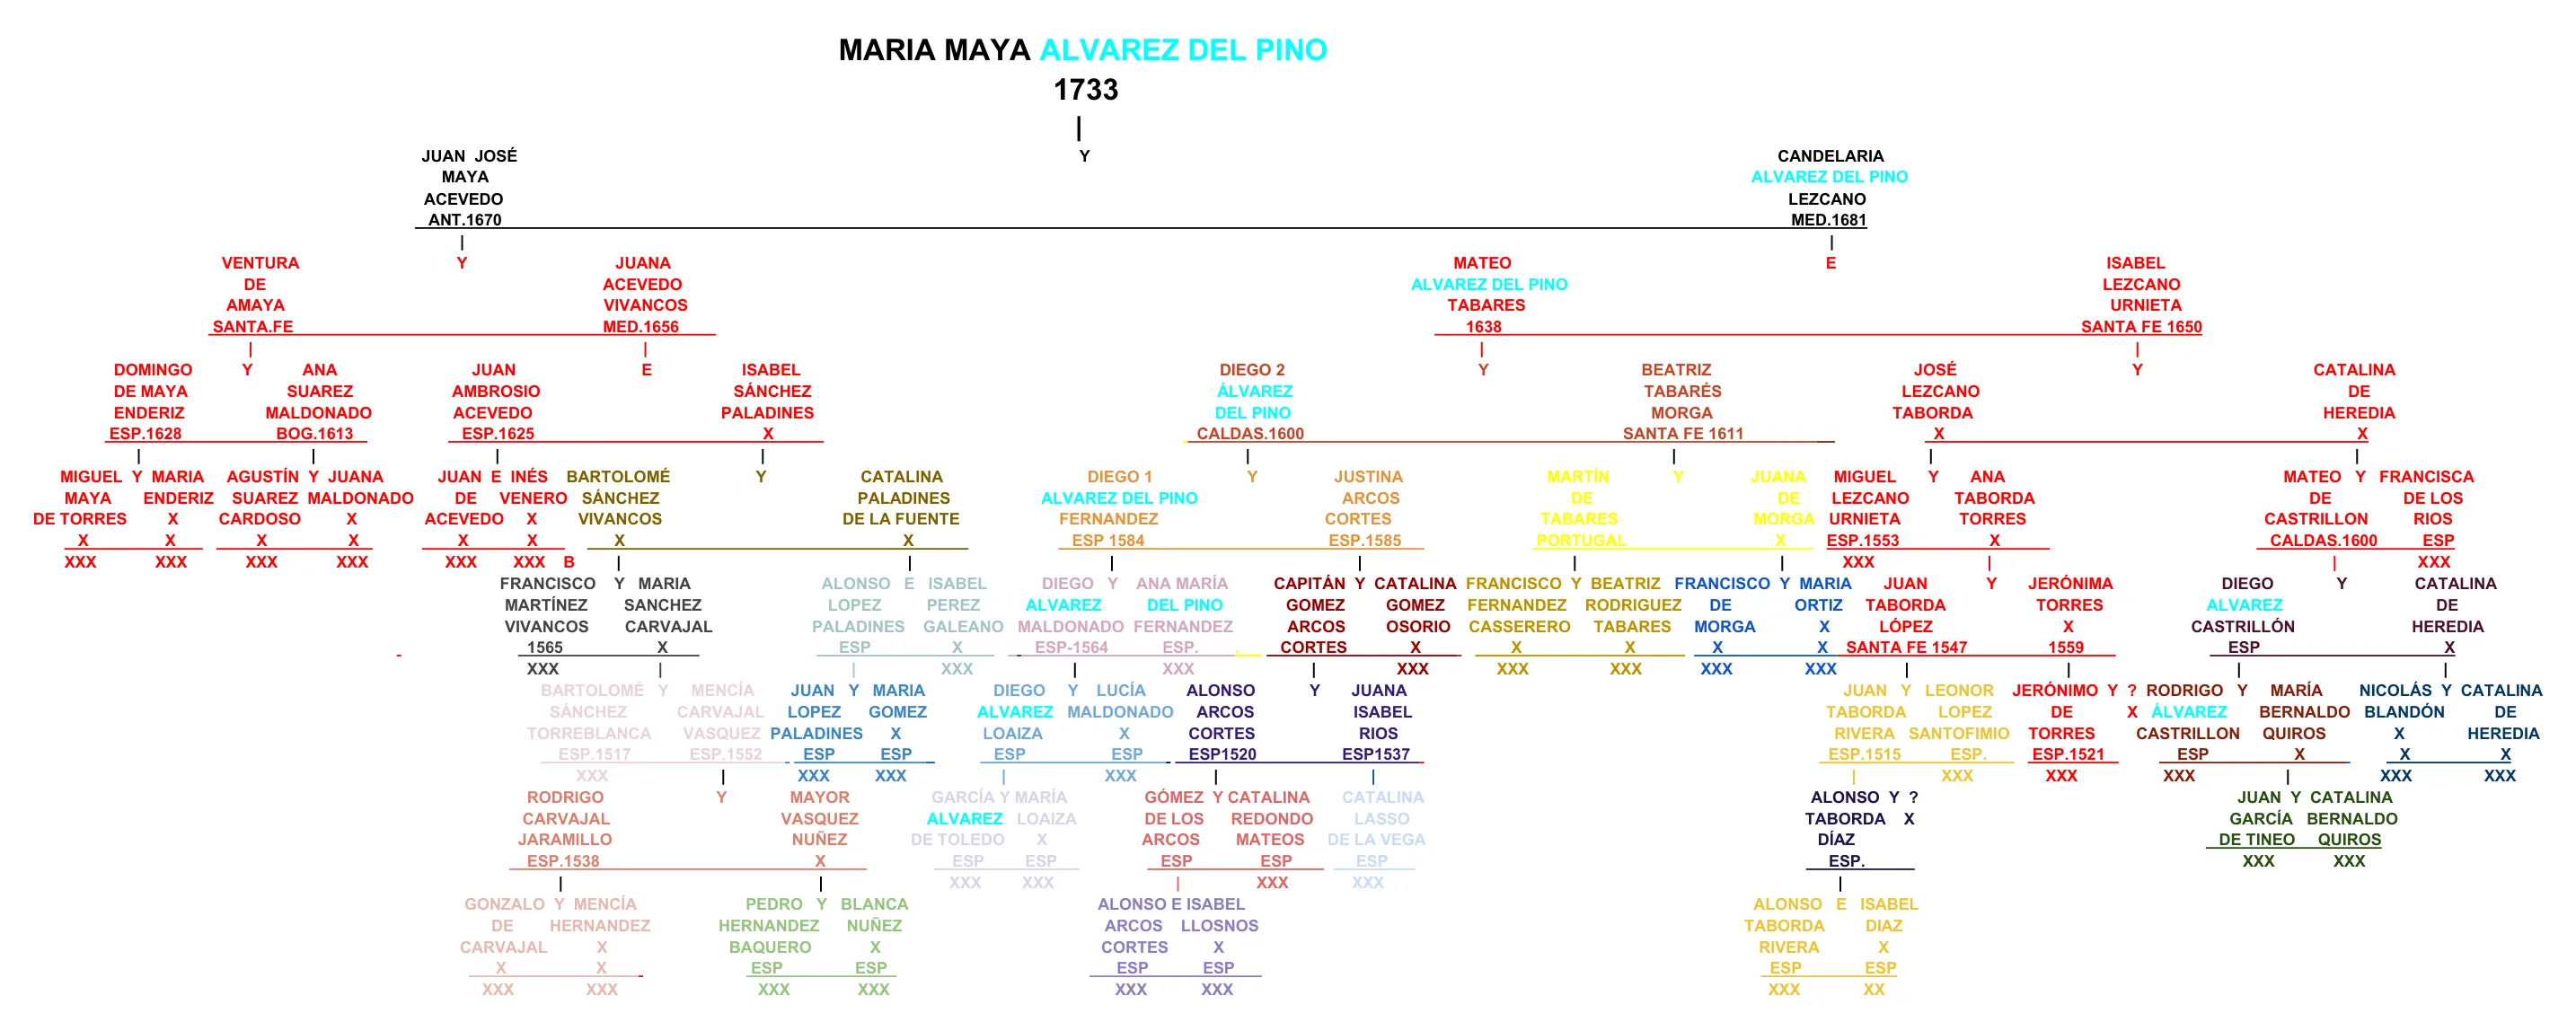 MARIA MAYA ALVAREZ DEL PINO
1733
|
JUAN JOSÉ Y CANDELARIA
MAYA ALVAREZ DEL PINO
ACEVEDO LEZCANO
ANT.1670 MED.1681
| |
VENTURA Y JUANA MATEO E ISABEL
DE ACEVEDO ALVAREZ DEL PINO LEZCANO
AMAYA VIVANCOS TABARES URNIETA
SANTA.FE MED.1656 1638 SANTA FE 1650
| | | |
DOMINGO Y ANA JUAN E ISABEL DIEGO 2 Y BEATRIZ JOSÉ Y CATALINA
DE MAYA SUAREZ AMBROSIO SÁNCHEZ ÁLVAREZ TABARÉS LEZCANO DE
ENDERIZ MALDONADO ACEVEDO PALADINES DEL PINO MORGA TABORDA HEREDIA
ESP.1628 BOG.1613 ESP.1625 X CALDAS.1600 SANTA FE 1611 X X
| | | | | | | |
MIGUEL Y MARIA AGUSTÍN Y JUANA JUAN E INÉS BARTOLOMÉ Y CATALINA DIEGO 1 Y JUSTINA MARTÍN Y JUANA MIGUEL Y ANA MATEO Y FRANCISCA
MAYA ENDERIZ SUAREZ MALDONADO DE VENERO SÁNCHEZ PALADINES ALVAREZ DEL PINO ARCOS DE DE LEZCANO TABORDA DE DE LOS
DE TORRES X CARDOSO X ACEVEDO X VIVANCOS DE LA FUENTE FERNANDEZ CORTES TABARES MORGA URNIETA TORRES CASTRILLON RIOS
X X X X X X X X ESP 1584 ESP.1585 PORTUGAL X ESP.1553 X CALDAS.1600 ESP
XXX XXX XXX XXX XXX XXX B | | | | | | XXX | | XXX
FRANCISCO Y MARIA ALONSO E ISABEL DIEGO Y ANA MARÍA CAPITÁN Y CATALINA FRANCISCO Y BEATRIZ FRANCISCO Y MARIA JUAN Y JERÓNIMA DIEGO Y CATALINA
MARTÍNEZ SANCHEZ LOPEZ PEREZ ALVAREZ DEL PINO GOMEZ GOMEZ FERNANDEZ RODRIGUEZ DE ORTIZ TABORDA TORRES ALVAREZ DE
VIVANCOS CARVAJAL PALADINES GALEANO MALDONADO FERNANDEZ ARCOS OSORIO CASSERERO TABARES MORGA X LÓPEZ X CASTRILLÓN HEREDIA
1565 X ESP X ESP-1564 ESP. CORTES X X X X X SANTA FE 1547 1559 ESP X
XXX | | XXX | XXX | XXX XXX XXX XXX XXX | | | |
BARTOLOMÉ Y MENCÍA JUAN Y MARIA DIEGO Y LUCÍA ALONSO Y JUANA JUAN Y LEONOR JERÓNIMO Y ? RODRIGO Y MARÍA NICOLÁS Y CATALINA
SÁNCHEZ CARVAJAL LOPEZ GOMEZ ALVAREZ MALDONADO ARCOS ISABEL TABORDA LOPEZ DE X ÁLVAREZ BERNALDO BLANDÓN DE
TORREBLANCA VASQUEZ PALADINES X LOAIZA X CORTES RIOS RIVERA SANTOFIMIO TORRES CASTRILLON QUIROS X HEREDIA
ESP.1517 ESP.1552 ESP ESP ESP ESP ESP1520 ESP1537 ESP.1515 ESP. ESP.1521 ESP X X X
XXX | XXX XXX | XXX | | | XXX XXX XXX | XXX XXX
RODRIGO Y MAYOR GARCÍA Y MARÍA GÓMEZ Y CATALINA CATALINA ALONSO Y ? JUAN Y CATALINA
CARVAJAL VASQUEZ ALVAREZ LOAIZA DE LOS REDONDO LASSO TABORDA X GARCÍA BERNALDO
JARAMILLO NUÑEZ DE TOLEDO X ARCOS MATEOS DE LA VEGA DÍAZ DE TINEO QUIROS
ESP.1538 X ESP ESP ESP ESP ESP ESP. XXX XXX
| | XXX XXX | XXX XXX |
GONZALO Y MENCÍA PEDRO Y BLANCA ALONSO E ISABEL ALONSO E ISABEL
DE HERNANDEZ HERNANDEZ NUÑEZ ARCOS LLOSNOS TABORDA DIAZ
CARVAJAL X BAQUERO X CORTES X RIVERA X
X X ESP ESP ESP ESP ESP ESP
XXX XXX XXX XXX XXX XXX XXX XX